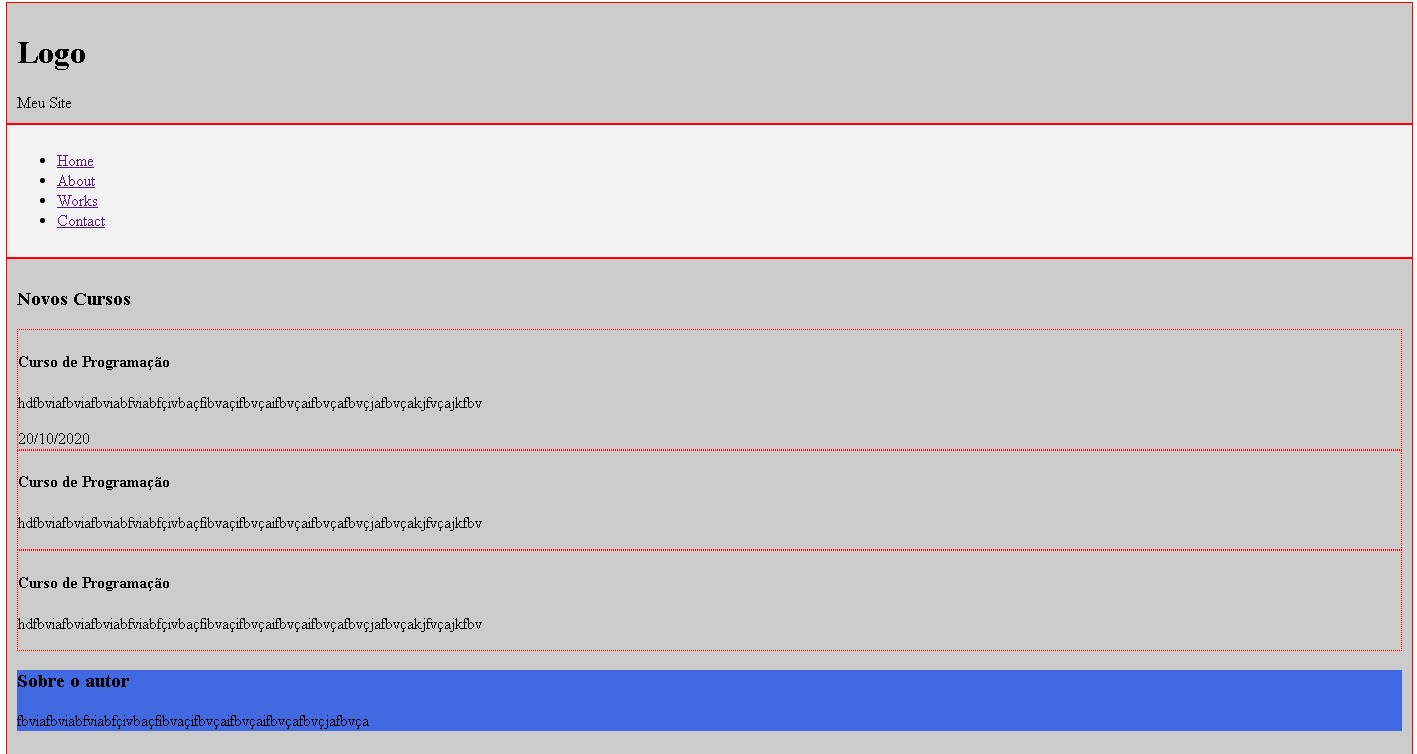 Logo
Meu Site
Home
About
Works
Contact
Novos Cursos
Curso de Programação
hdfbviafbviafbviabfviabfçivbaçfibvaçifbvçaifbvçaifbvçafbvçjafbvçakjfvçajkfbv
20/10/2020
Curso de Programação
hdfbviafbviafbviabfviabfçivbaçfibvaçifbvçaifbvçaifbvçafbvçjafbvçakjfvçajkfbv
Curso de Programação
hdfbviafbviafbviabfviabfçivbaçfibvaçifbvçaifbvçaifbvçafbvçjafbvçakjfvçajkfbv
Sobre o autor
fbviafbviabfviabfçivbaçfibvaçifbvçaifbvçaifbvçafbvçjafbvça